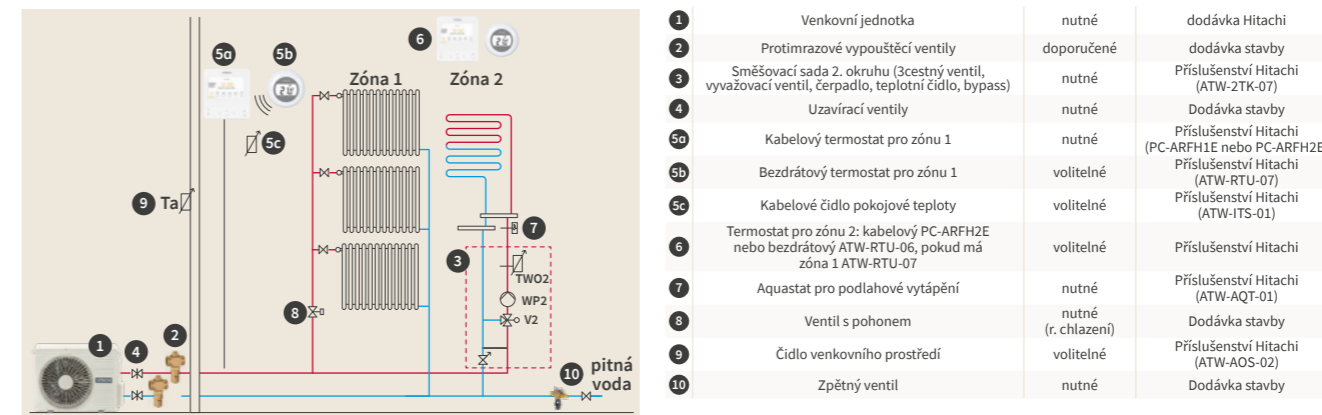 6
5a
5b
Zóna 1
Zóna 2
5c
9
Ta
7
3
TWO2
WP2
8
V2
2
1
4
pitná
10
voda
1 Venkovní jednotka nutné dodávka Hitachi
2 Protimrazové vypouštěcí ventily doporučené dodávka stavby
3 Směšovací sada 2. okruhu (3cestný ventil,
vyvažovací ventil, čerpadlo, teplotní čidlo, bypass) nutné Příslušenství Hitachi
(ATW-2TK-07)
4 Uzavírací ventily nutné Dodávka stavby
5a Kabelový termostat pro zónu 1 nutné Příslušenství Hitachi
(PC-ARFH1E nebo PC-ARFH2E
5b Bezdrátový termostat pro zónu 1 volitelné Příslušenství Hitachi
(ATW-RTU-07)
5c Kabelové čidlo pokojové teploty volitelné Příslušenství Hitachi
(ATW-ITS-01)
6 Termostat pro zónu 2: kabelový PC-ARFH2E
nebo bezdrátový ATW-RTU-06, pokud má
zóna 1 ATW-RTU-07 volitelné Příslušenství Hitachi
7 Aquastat pro podlahové vytápění nutné Příslušenství Hitachi
(ATW-AQT-01)
8 Ventil s pohonem nutné
(r. chlazení) Dodávka stavby
9 Čidlo venkovního prostředí volitelné Příslušenství Hitachi
(ATW-AOS-02)
10 Zpětný ventil nutné Dodávka stavby